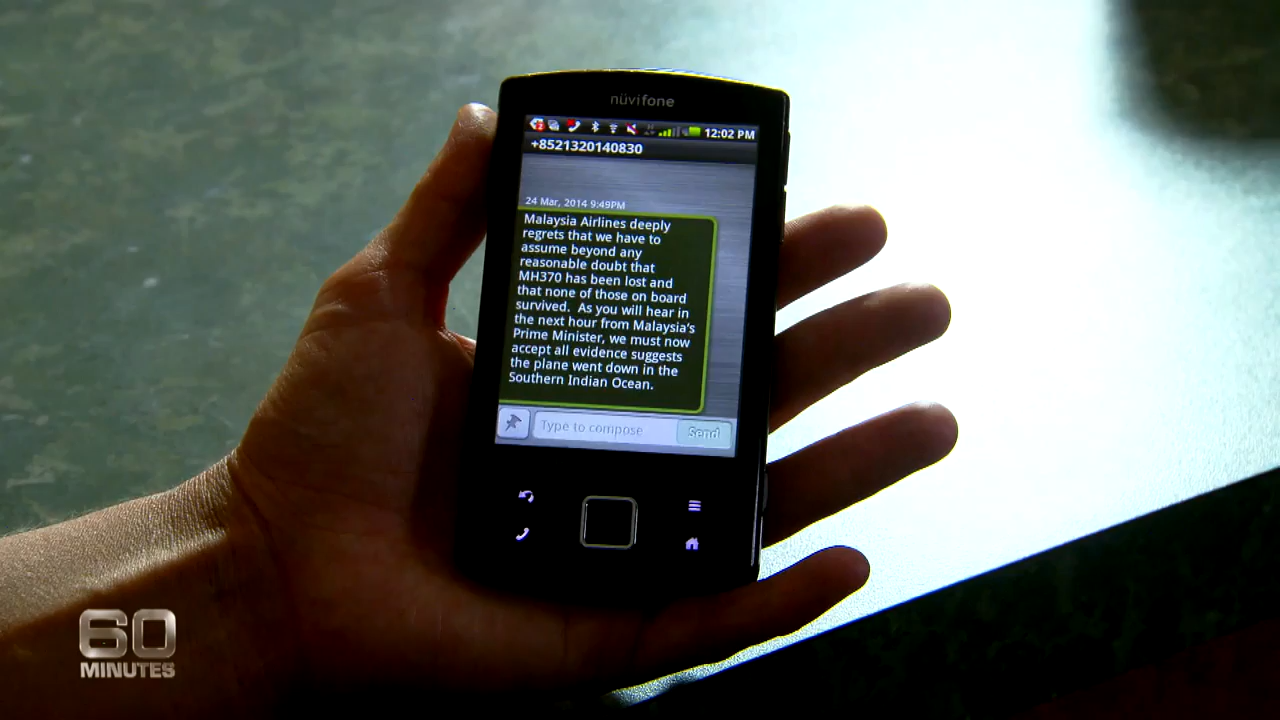 nüvifone
12:02 PM
+8521320140830
24 Mar, 2014 9:49PM
Malaysia Airlines deeply
regrets that we have to
assume beyond any
reasonable doubt that
MH370 has been lost and
that none of those on board
survived. As you will hear in
the next hour from Malaysia's
Prime Minister, we must now
accept all evidence suggests
the plane went down in the
Southern Indian Ocean.
Type to compose
Send
60
MINUTES